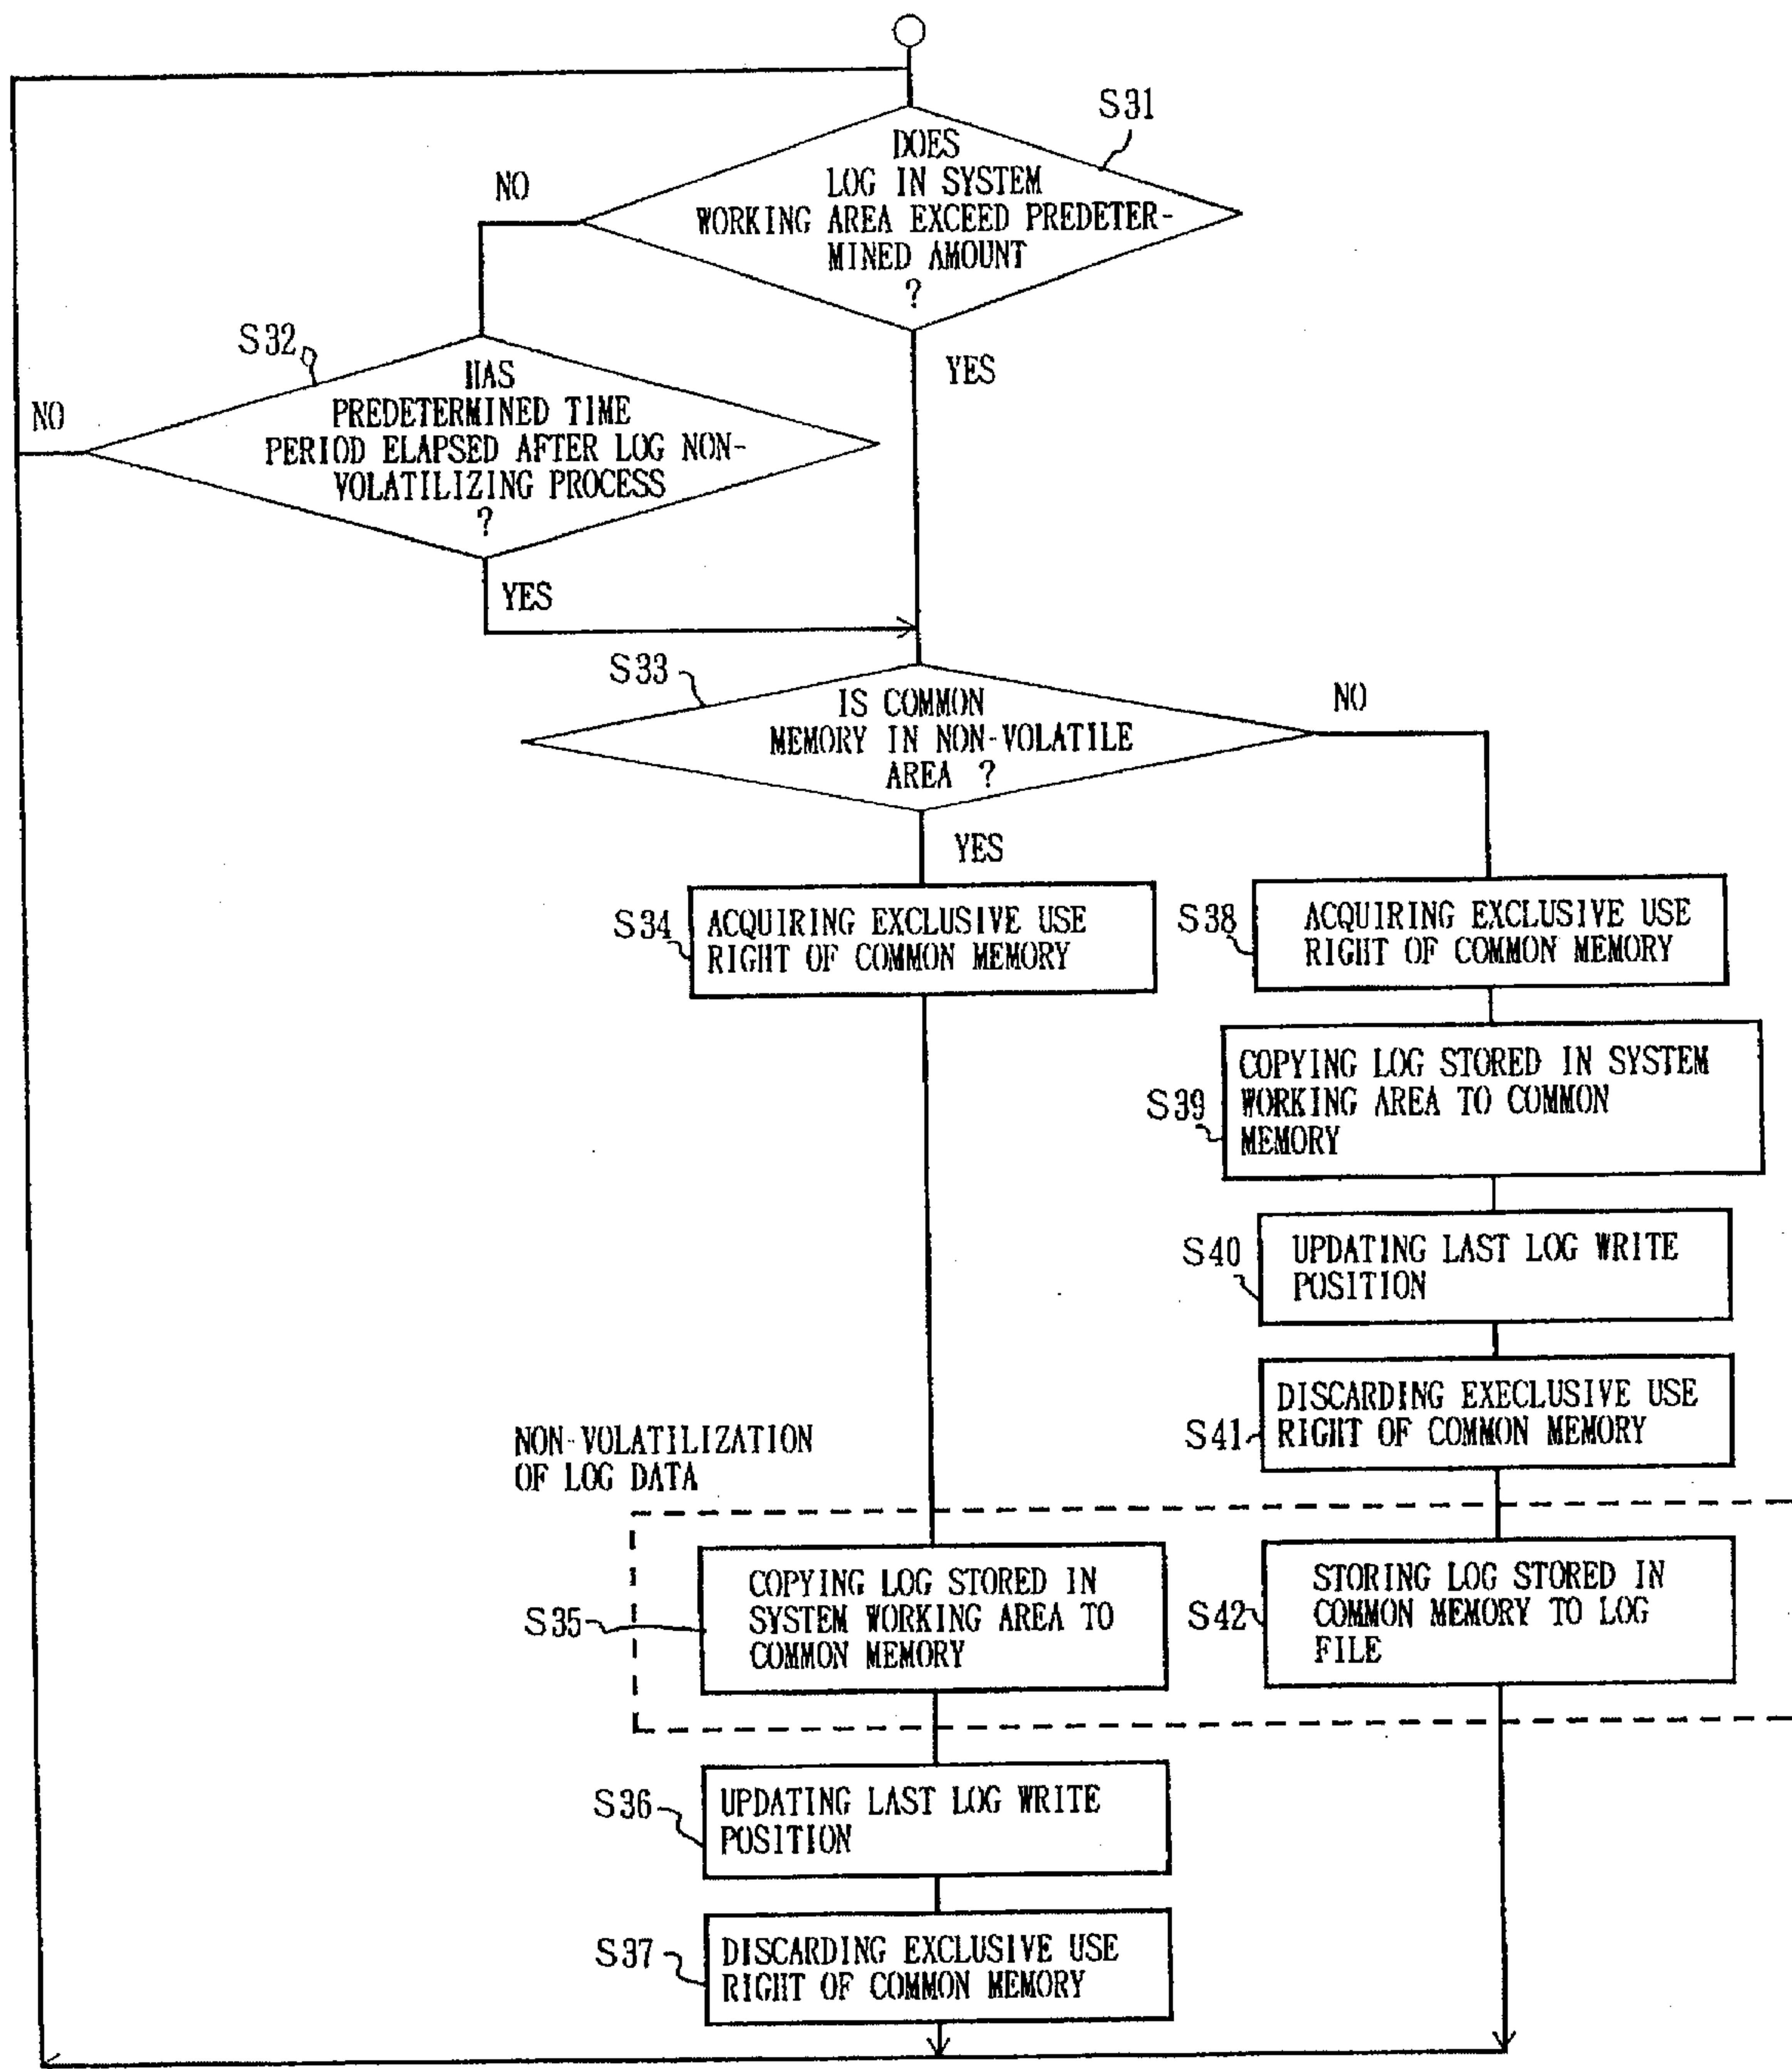 S31
DOES
LOG IN SYSTEM
WORKING AREA EXCEED PREDETER-
MINED AMOUNT
?
NO
YES
S32
HAS
PREDETERMINED TIME
PERIOD ELAPSED AFTER LOG NON-
VOLATILIZING PROCESS
?
NO
YES
S33
IS COMMON
MEMORY IN NON-VOLATILE
AREA ?
NO
YES
S34
ACQUIRING EXCLUSIVE USE
RIGHT OF COMMON MEMORY
S38
ACQUIRING EXCLUSIVE USE
RIGHT OF COMMON MEMORY
S39
COPYING LOG STORED IN SYSTEM
WORKING AREA TO COMMON
MEMORY
S40
UPDATING LAST LOG WRITE
POSITION
S41
DISCARDING EXECLUSIVE USE
RIGHT OF COMMON MEMORY
NON-VOLATILIZATION
OF LOG DATA
S35
COPYING LOG STORED IN
SYSTEM WORKING AREA TO
COMMON MEMORY
S42
STORING LOG STORED IN
COMMON MEMORY TO LOG
FILE
S36
UPDATING LAST LOG WRITE
POSITION
S37
DISCARDING EXCLUSIVE USE
RIGHT OF COMMON MEMORY